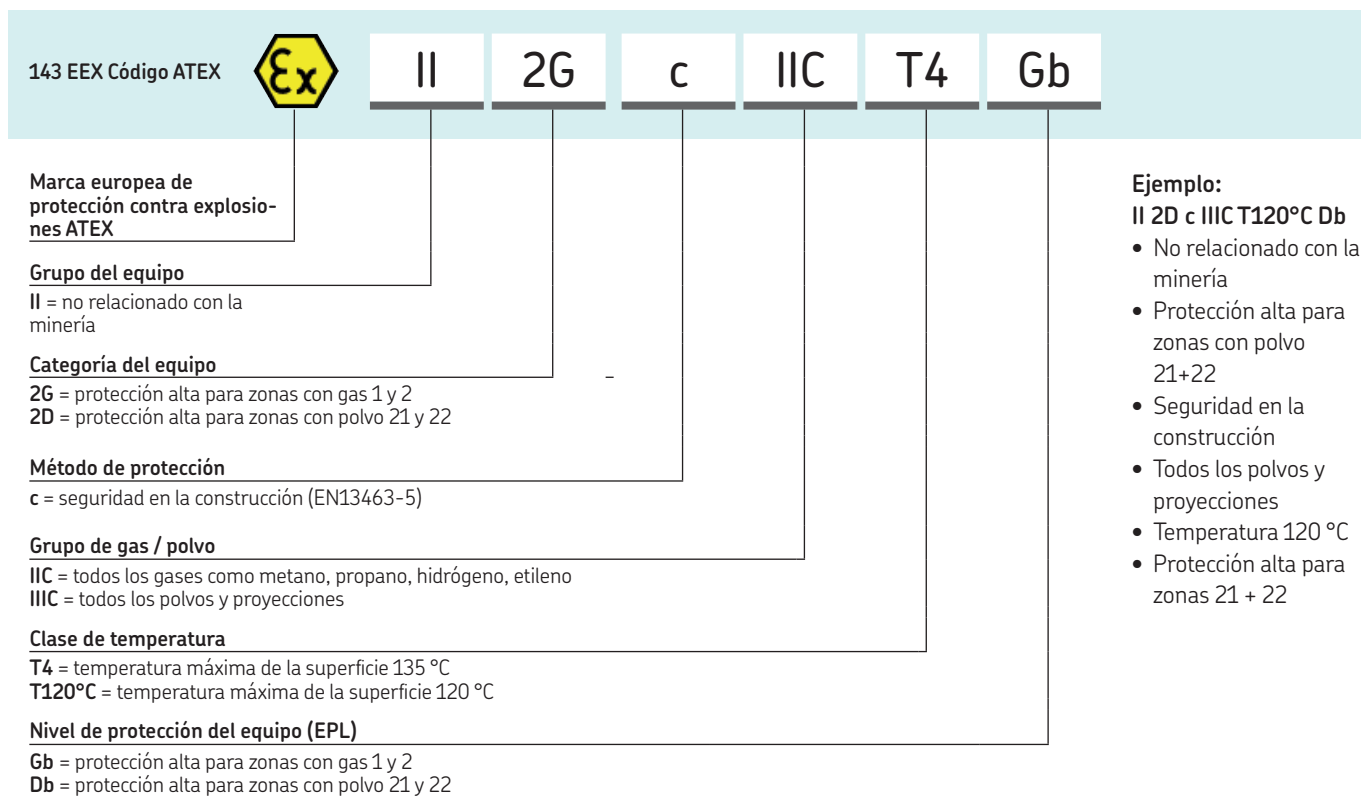 143 EEX Código ATEX
Ex
II 2G c IIC T4 Gb
Marca europea de
protección contra explosio-
nes ATEX
Grupo del equipo
II = no relacionado con la
minería
Categoría del equipo
–
2G = protección alta para zonas con gas 1 y 2
2D = protección alta para zonas con polvo 21 y 22
Método de protección
c = seguridad en la construcción (EN13463-5)
Grupo de gas / polvo
IIC = todos los gases como metano, propano, hidrógeno, etileno
IIIC = todos los polvos y proyecciones
Clase de temperatura
T4 = temperatura máxima de la superficie 135 °C
T120°C = temperatura máxima de la superficie 120 °C
Nivel de protección del equipo (EPL)
Gb = protección alta para zonas con gas 1 y 2
Db = protección alta para zonas con polvo 21 y 22
Ejemplo:
II 2D c IIIC T120°C Db
• No relacionado con la
minería
• Protección alta para
zonas con polvo
21+22
• Seguridad en la
construcción
• Todos los polvos y
proyecciones
• Temperatura 120 °C
• Protección alta para
zonas 21 + 22